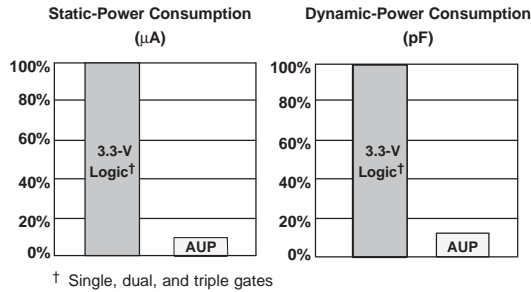 Static-Power Consumption
(μA)
100%
80%
60%
40%
20%
0%
3.3-V
Logic†
AUP
Dynamic-Power Consumption
(pF)
100%
80%
60%
40%
20%
0%
3.3-V
Logic†
AUP
† Single, dual, and triple gates